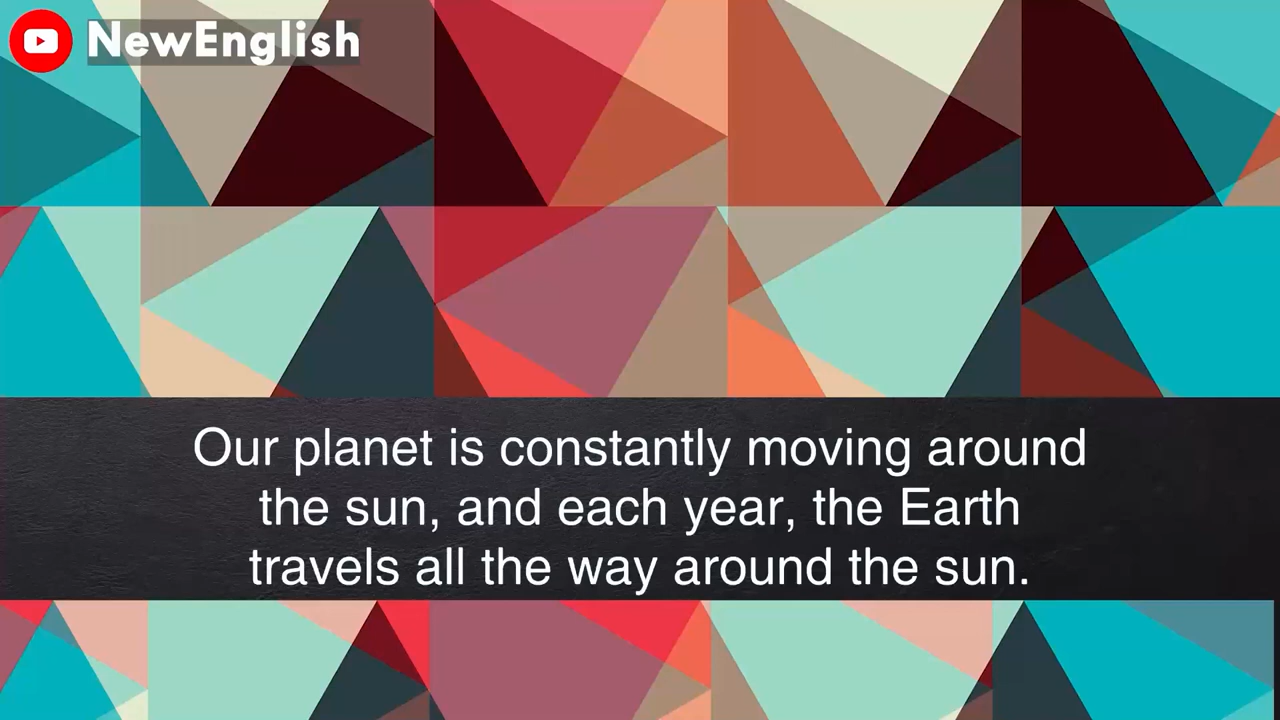 NewEnglish
Our planet is constantly moving around
the sun, and each year, the Earth
travels all the way around the sun.